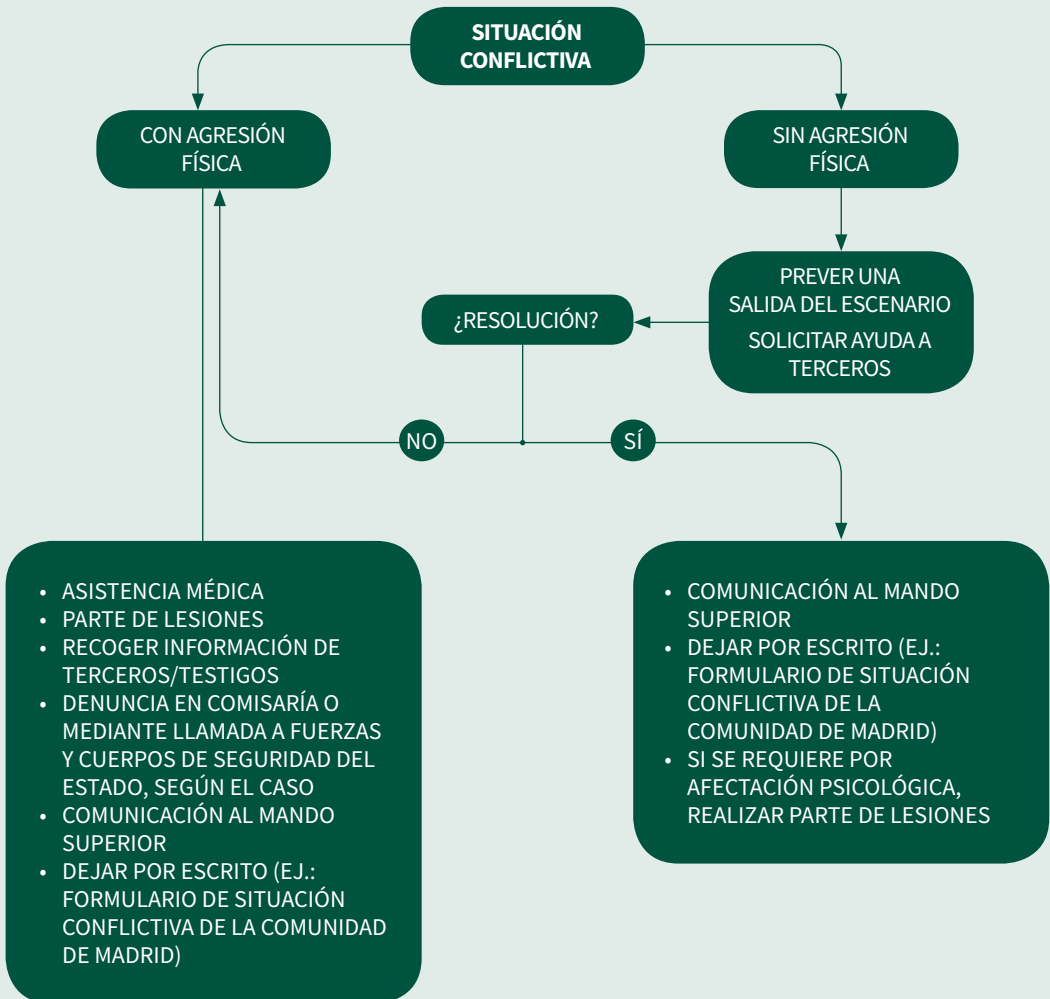 SITUACIÓN
CONFLICTIVA
CON AGRESIÓN
FÍSICA
SIN AGRESIÓN
FÍSICA
PREVER UNA
SALIDA DEL ESCENARIO
SOLICITAR AYUDA A
TERCEROS
¿RESOLUCIÓN?
NO
SÍ
• ASISTENCIA MÉDICA
• PARTE DE LESIONES
• RECOGER INFORMACIÓN DE
TERCEROS/TESTIGOS
• DENUNCIA EN COMISARÍA O
MEDIANTE LLAMADA A FUERZAS
Y CUERPOS DE SEGURIDAD DEL
ESTADO, SEGÚN EL CASO
• COMUNICACIÓN AL MANDO
SUPERIOR
• DEJAR POR ESCRITO (EJ.:
FORMULARIO DE SITUACIÓN
CONFLICTIVA DE LA COMUNIDAD
DE MADRID)
• COMUNICACIÓN AL MANDO
SUPERIOR
• DEJAR POR ESCRITO (EJ.:
FORMULARIO DE SITUACIÓN
CONFLICTIVA DE LA
COMUNIDAD DE MADRID)
• SI SE REQUIERE POR
AFECTACIÓN PSICOLÓGICA,
REALIZAR PARTE DE LESIONES